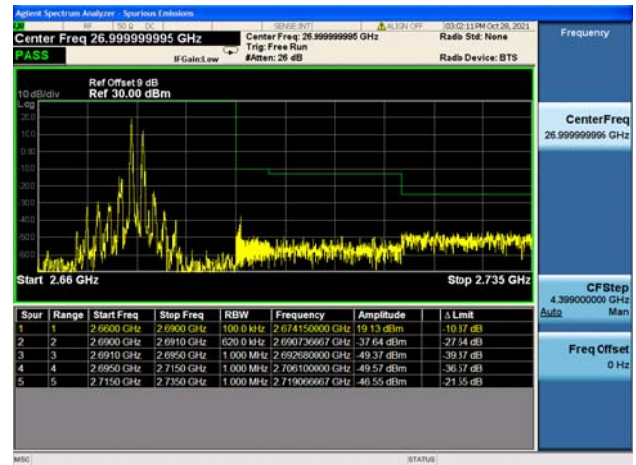 Agilent Spectrum Analyzer - Spurious Emissions
RF 50 Ω DC SENSE:INT ALIGN OFF 03:02:11 PM Oct 28, 2021
Center Freq 26.999999995 GHz
Center Freq: 26.999999995 GHz
Radio Std: None
Trig: Free Run
PASS
IFGain:Low
#Atten: 26 dB
Radio Device: BTS
Ref Offset 9 dB
10 dB/div Ref 30.00 dBm
Log
20.0
10.0
0.00
-10.0
-20.0
-30.0
-40.0
-50.0
-60.0
Start 2.66 GHz
Stop 2.735 GHz
Spur Range Start Freq Stop Freq RBW Frequency Amplitude Δ Limit
1 1 2.6600 GHz 2.6900 GHz 100.0 kHz 2.674150000 GHz 19.13 dBm -10.87 dB
2 2 2.6900 GHz 2.6910 GHz 620.0 kHz 2.690736667 GHz -37.64 dBm -27.64 dB
3 3 2.6910 GHz 2.6950 GHz 1.000 MHz 2.692680000 GHz -49.37 dBm -39.37 dB
4 4 2.6950 GHz 2.7150 GHz 1.000 MHz 2.706100000 GHz -49.57 dBm -36.57 dB
5 5 2.7150 GHz 2.7350 GHz 1.000 MHz 2.719066667 GHz -46.55 dBm -21.55 dB
Frequency
Center Freq
26.999999995 GHz
CF Step
4.399000000 GHz
Auto Man
Freq Offset
0 Hz
MSG
STATUS